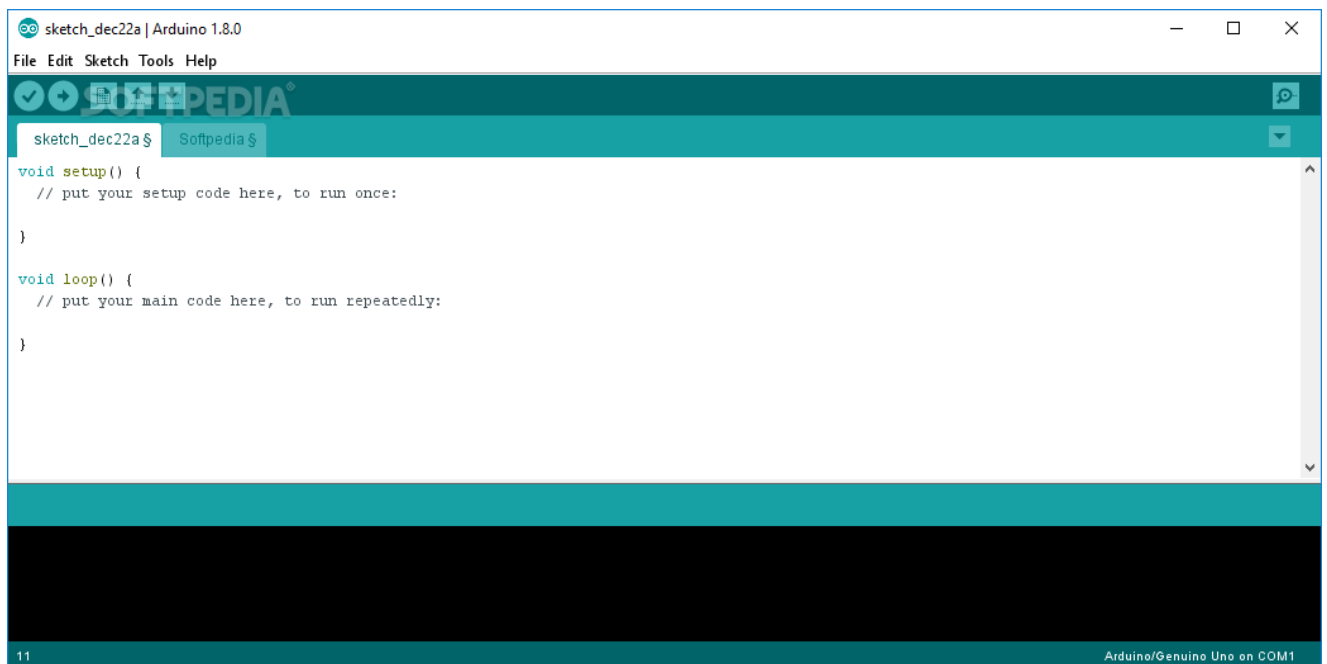 sketch_dec22a | Arduino 1.8.0
File Edit Sketch Tools Help
SOFTPEDIA®
sketch_dec22a § Softpedia §
void setup() {
  // put your setup code here, to run once:
}
void loop() {
  // put your main code here, to run repeatedly:
}
11 Arduino/Genuino Uno on COM1